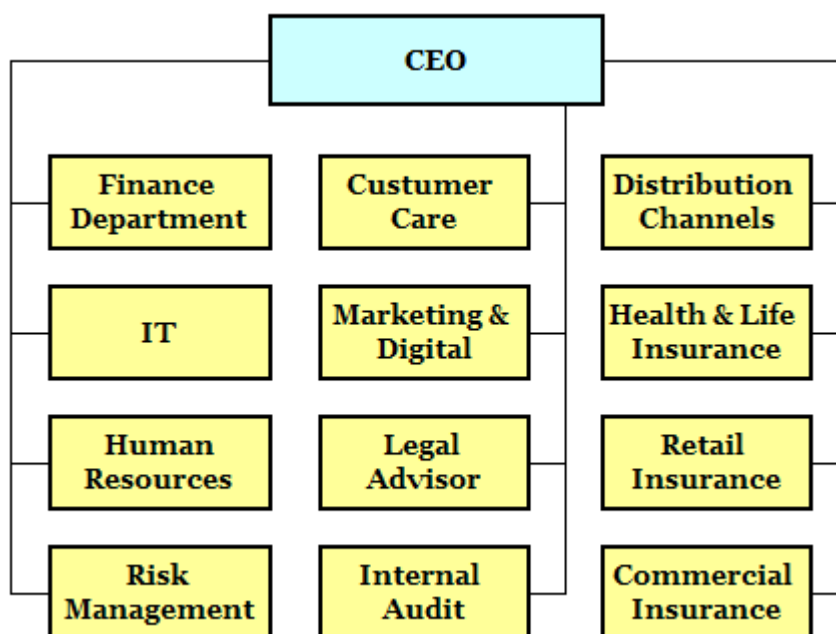 CEO
Finance
Department
Custumer
Care
Distribution
Channels
IT
Marketing &
Digital
Health & Life
Insurance
Human
Resources
Legal
Advisor
Retail
Insurance
Risk
Management
Internal
Audit
Commercial
Insurance